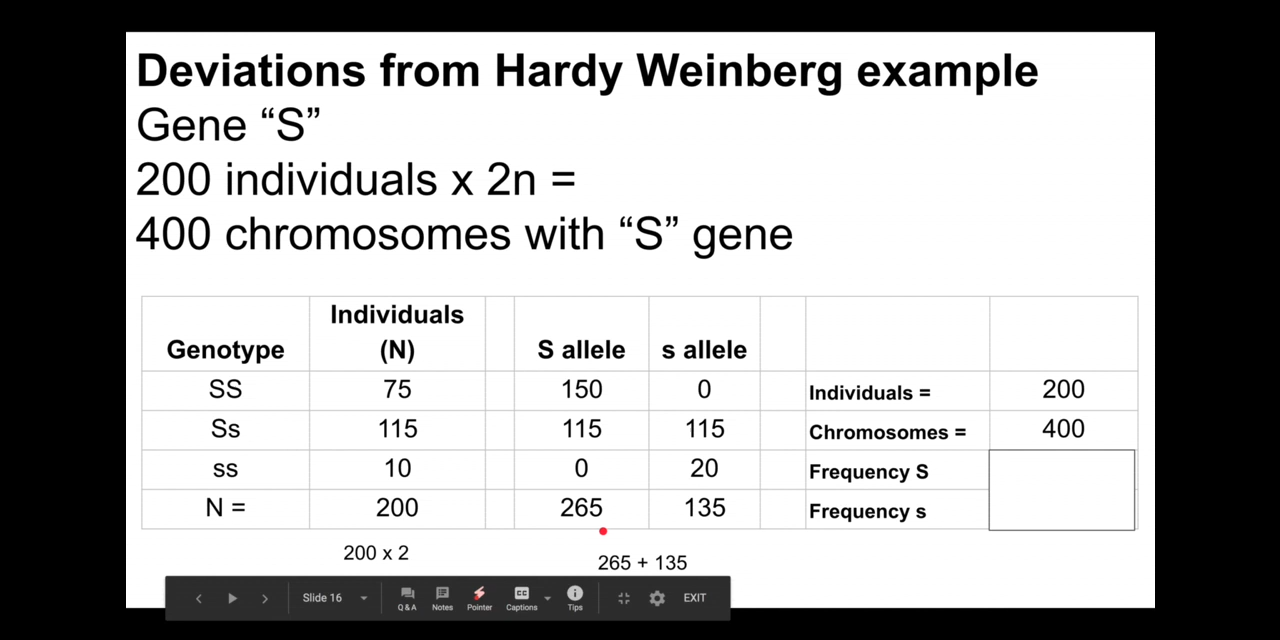 Deviations from Hardy Weinberg example
Gene “S”
200 individuals x 2n =
400 chromosomes with “S” gene
Genotype Individuals (N) S allele s allele
SS 75 150 0 Individuals = 200
Ss 115 115 115 Chromosomes = 400
ss 10 0 20 Frequency S
N = 200 265 135 Frequency s
200 x 2 265 + 135
Slide 16 Q & A Notes Pointer CC Captions Tips EXIT